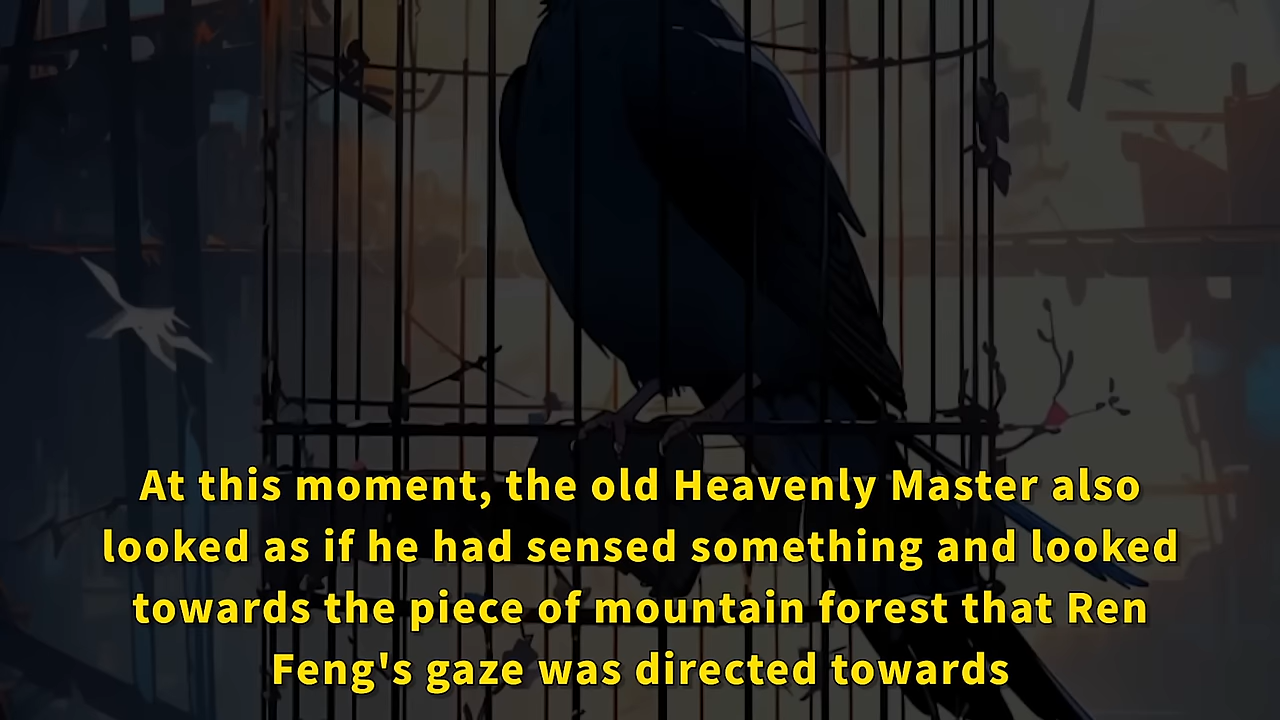 At this moment, the old Heavenly Master also
looked as if he had sensed something and looked
towards the piece of mountain forest that Ren
Feng's gaze was directed towards